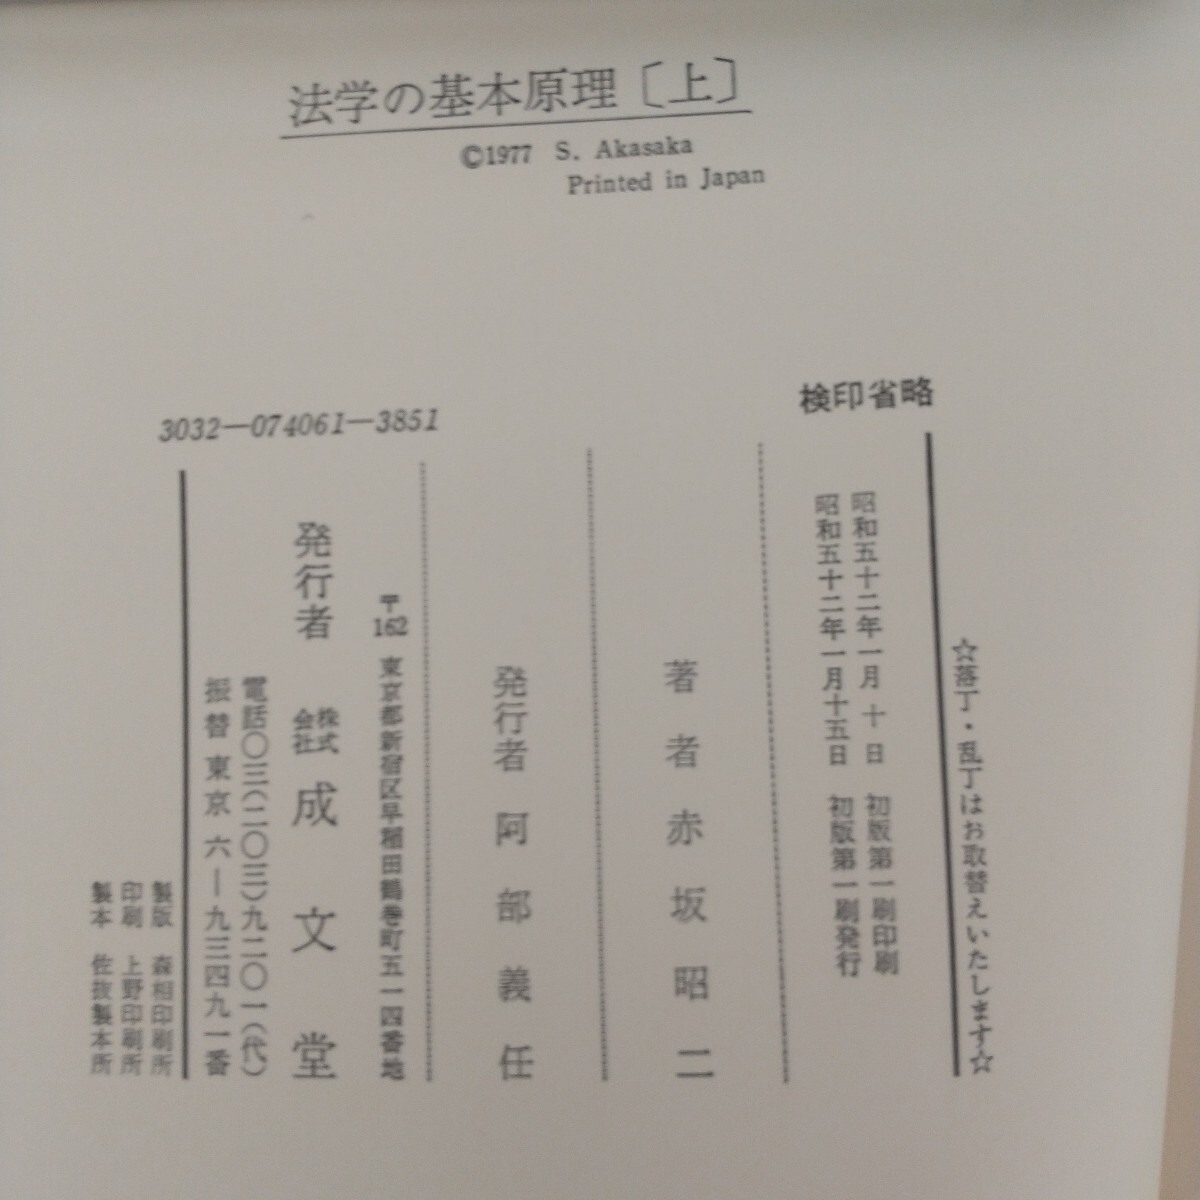 法学の基本原理〔上〕
©1977 S. Akasaka
Printed in Japan
検印省略
3032—074061—3851
☆落丁・乱丁はお取替えいたします☆
昭和五十二年一月十日 初版第一刷印刷
昭和五十二年一月十五日 初版第一刷発行
著者 赤坂昭二
発行者 阿部義任
〒162 東京都新宿区早稲田鶴巻町五一四番地
発行者 株式会社 成文堂
電話〇三(二〇三)九二〇一(代)
振替東京六—九三四九一番
製版 森相印刷所
印刷 上野印刷所
製本 佐抜製本所